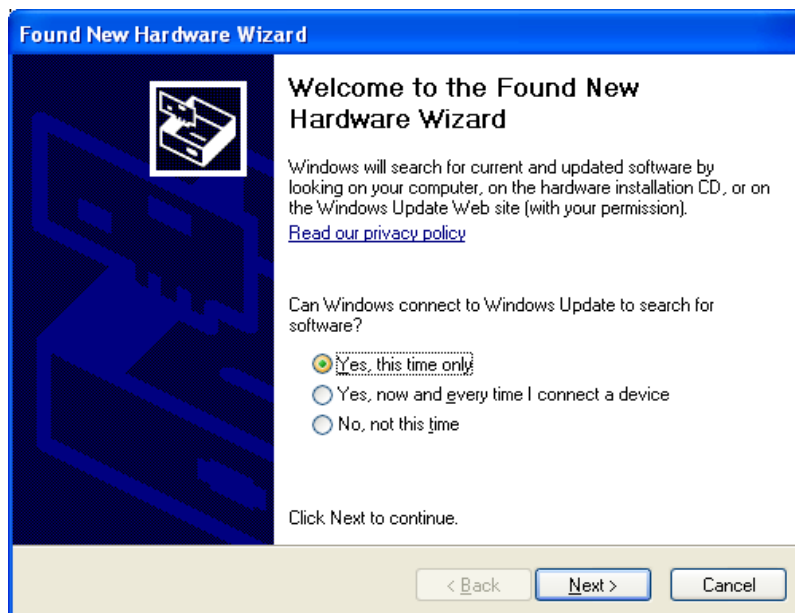 Found New Hardware Wizard
Welcome to the Found New
Hardware Wizard
Windows will search for current and updated software by
looking on your computer, on the hardware installation CD, or on
the Windows Update Web site (with your permission).
Read our privacy policy
Can Windows connect to Windows Update to search for
software?
Yes, this time only
Yes, now and every time I connect a device
No, not this time
Click Next to continue.
< Back
Next >
Cancel